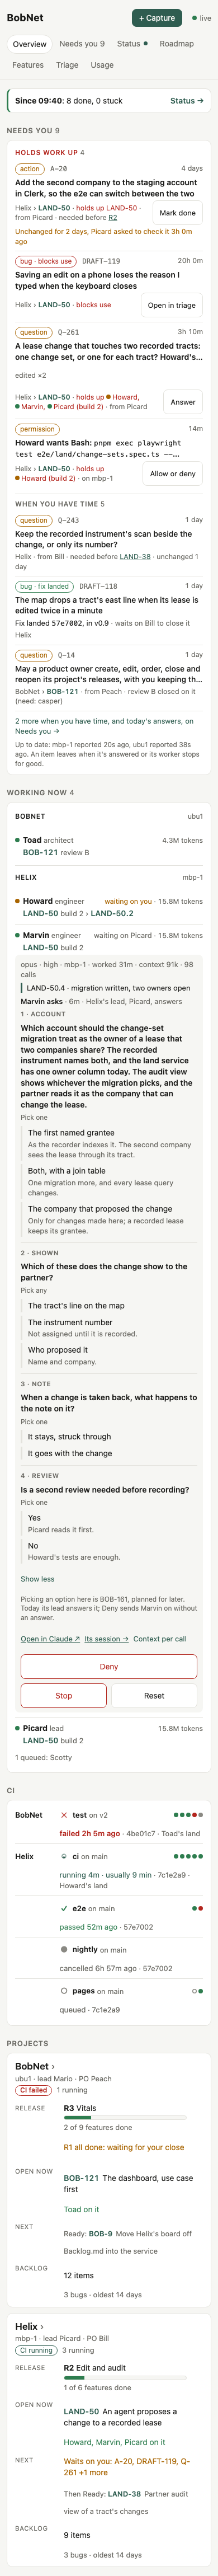 BobNet
+ Capture
live
Overview
Needs you 9
Status
Roadmap
Features
Triage
Usage
Since 09:40: 8 done, 0 stuck
Status →
NEEDS YOU 9
HOLDS WORK UP 4
action A-20 4 days
Add the second company to the staging account in Clerk, so the e2e can switch between the two
Helix › LAND-50 · holds up LAND-50 · from Picard · needed before R2
Mark done
Unchanged for 2 days, Picard asked to check it 3h 0m ago
bug · blocks use DRAFT-119 20h 0m
Saving an edit on a phone loses the reason I typed when the keyboard closes
Helix › LAND-50 · blocks use
Open in triage
question Q-261 3h 10m
A lease change that touches two recorded tracts: one change set, or one for each tract? Howard's...
edited ×2
Helix › LAND-50 · holds up Howard, Marvin, Picard (build 2) · from Picard
Answer
permission 14m
Howard wants Bash: pnpm exec playwright test e2e/land/change-sets.spec.ts --...
Helix › LAND-50 · holds up Howard (build 2) · on mbp-1
Allow or deny
WHEN YOU HAVE TIME 5
question Q-243 1 day
Keep the recorded instrument's scan beside the change, or only its number?
Helix · from Bill · needed before LAND-38 · unchanged 1 day
bug · fix landed DRAFT-118 1 day
The map drops a tract's east line when its lease is edited twice in a minute
Fix landed 57e7002, in v0.9 · waits on Bill to close it
Helix
question Q-14 1 day
May a product owner create, edit, order, close and reopen its project's releases, with you keeping th...
BobNet › BOB-121 · from Peach · review B closed on it (need: casper)
2 more when you have time, and today's answers, on Needs you →
Up to date: mbp-1 reported 20s ago, ubu1 reported 38s ago. An item leaves when it's answered or its worker stops for good.
WORKING NOW 4
BOBNET ubu1
Toad architect 4.3M tokens
BOB-121 review B
HELIX mbp-1
Howard engineer waiting on you · 15.8M tokens
LAND-50 build 2 › LAND-50.2
Marvin engineer waiting on Picard · 15.8M tokens
LAND-50 build 2
opus · high · mbp-1 · worked 31m · context 91k · 98 calls
LAND-50.4 · migration written, two owners open
Marvin asks · 6m · Helix's lead, Picard, answers
1 · ACCOUNT
Which account should the change-set migration treat as the owner of a lease that two companies share? The recorded instrument names both, and the land service has one owner column today. The audit view shows whichever the migration picks, and the partner reads it as the company that can change the lease.
Pick one
The first named grantee
As the recorder indexes it. The second company sees the lease through its tract.
Both, with a join table
One migration more, and every lease query changes.
The company that proposed the change
Only for changes made here; a recorded lease keeps its grantee.
2 · SHOWN
Which of these does the change show to the partner?
Pick any
The tract's line on the map
The instrument number
Not assigned until it is recorded.
Who proposed it
Name and company.
3 · NOTE
When a change is taken back, what happens to the note on it?
Pick one
It stays, struck through
It goes with the change
4 · REVIEW
Is a second review needed before recording?
Pick one
Yes
Picard reads it first.
No
Howard's tests are enough.
Show less
Picking an option here is BOB-161, planned for later. Today its lead answers it; Deny sends Marvin on without an answer.
Open in Claude ↗ Its session → Context per call
Deny
Stop
Reset
Picard lead 15.8M tokens
LAND-50 build 2
1 queued: Scotty
CI
BobNet test on v2
failed 2h 5m ago · 4be01c7 · Toad's land
Helix ci on main
running 4m · usually 9 min · 7c1e2a9 · Howard's land
e2e on main
passed 52m ago · 57e7002
nightly on main
cancelled 6h 57m ago · 57e7002
pages on main
queued · 7c1e2a9
PROJECTS
BobNet ›
ubu1 · lead Mario · PO Peach
CI failed 1 running
RELEASE R3 Vitals
2 of 9 features done
R1 all done: waiting for your close
OPEN NOW BOB-121 The dashboard, use case first
Toad on it
NEXT Ready: BOB-9 Move Helix's board off Backlog.md into the service
BACKLOG 12 items
3 bugs · oldest 14 days
Helix ›
mbp-1 · lead Picard · PO Bill
CI running 3 running
RELEASE R2 Edit and audit
1 of 6 features done
OPEN NOW LAND-50 An agent proposes a change to a recorded lease
Howard, Marvin, Picard on it
NEXT Waits on you: A-20, DRAFT-119, Q-261 +1 more
Then Ready: LAND-38 Partner audit view of a tract's changes
BACKLOG 9 items
3 bugs · oldest 14 days